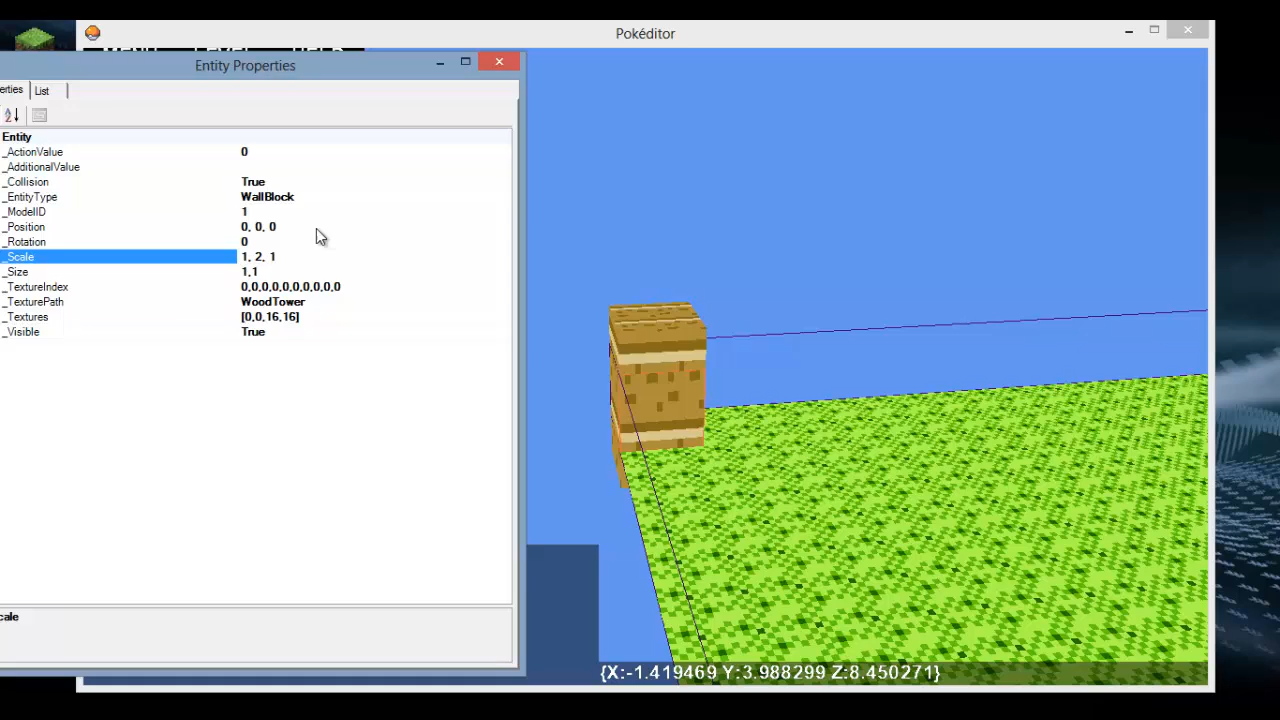 Pokéditor
Entity Properties
erties List
Entity
_ActionValue 0
_AdditionalValue
_Collision True
_EntityType WallBlock
_ModelID 1
_Position 0, 0, 0
_Rotation 0
_Scale 1, 2, 1
_Size 1,1
_TextureIndex 0,0,0,0,0,0,0,0,0,0
_TexturePath WoodTower
_Textures [0,0,16,16]
_Visible True
cale
{X:-1.419469 Y:3.988299 Z:8.450271}